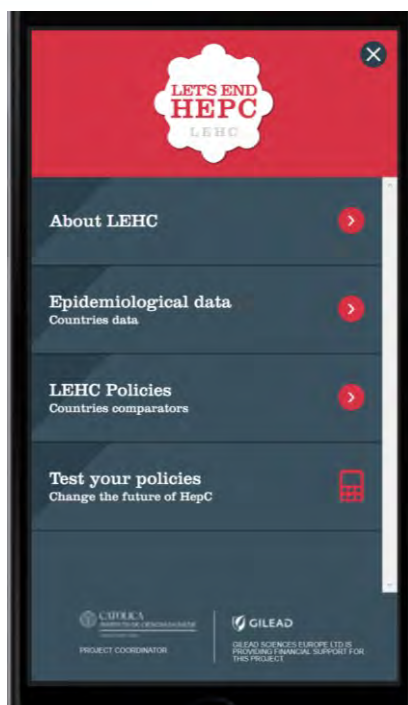 LET'S END
HEPC
LEHC
About LEHC
Epidemiological data
Countries data
LEHC Policies
Countries comparators
Test your policies
Change the future of HepC
CATOLICA
PROJECT COORDINATOR
GILEAD
GILEAD SCIENCES EUROPE LTD IS
PROVIDING FINANCIAL SUPPORT FOR
THIS PROJECT